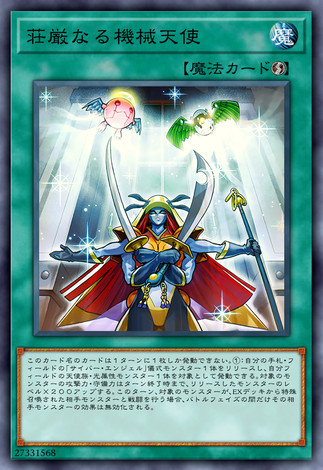 荘厳なる機械天使
魔
【魔法カード】
このカード名のカードは1ターンに1枚しか発動できない。①:自分の手札・フィ
ールドの「サイバー・エンジェル」儀式モンスター1体をリリースし、自分フ
ィールドの天使族・光属性モンスター1体を対象として発動できる。対象のモ
ンスターの攻撃力・守備力はターン終了時まで、リリースしたモンスターのレ
ベル×200アップする。このターン、対象のモンスターが、EXデッキから特殊
召喚された相手モンスターと戦闘を行う場合、バトルフェイズの間だけその相
手モンスターの効果は無効化される。
27331568